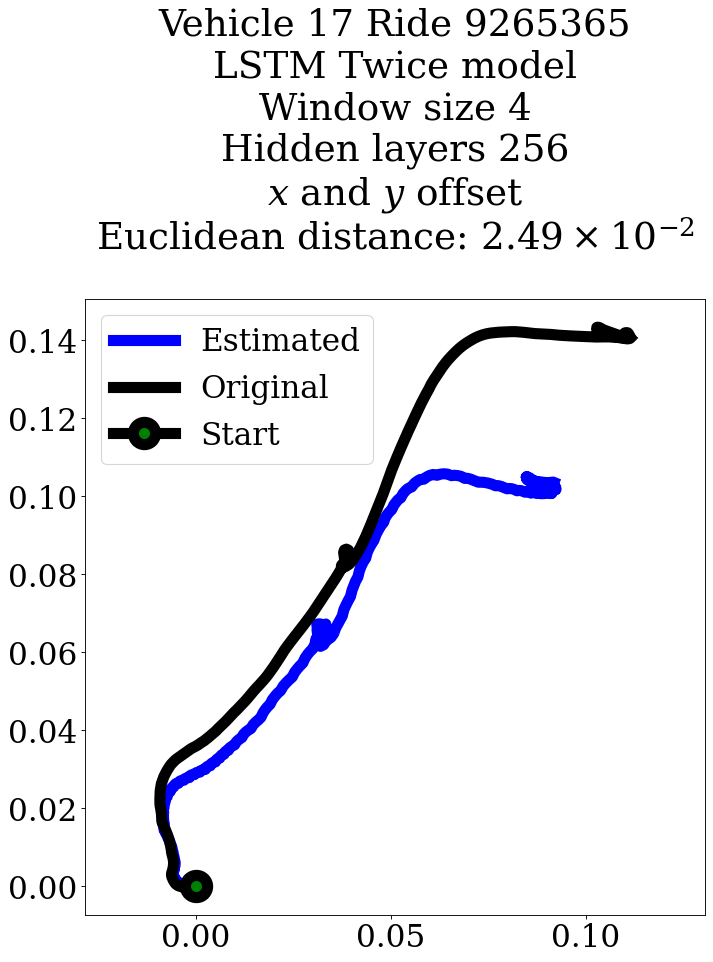 Vehicle 17 Ride 9265365
LSTM Twice model
Window size 4
Hidden layers 256
x and y offset
Euclidean distance: 2.49 × 10⁻²
Estimated
Original
Start
0.14
0.12
0.10
0.08
0.06
0.04
0.02
0.00
0.00 0.05 0.10